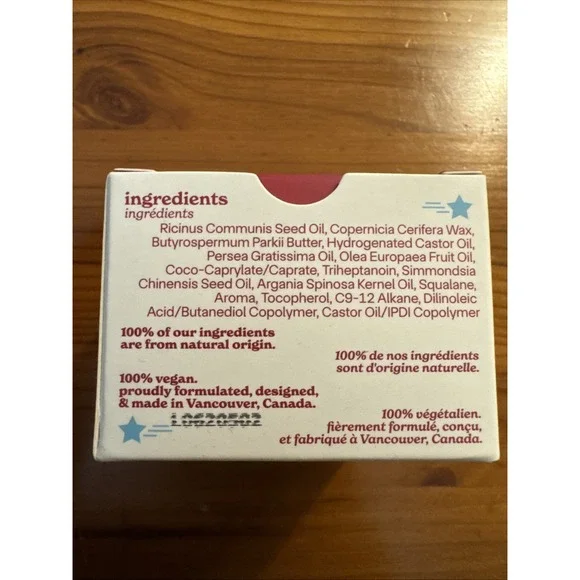 ingredients
ingrédients
Ricinus Communis Seed Oil, Copernicia Cerifera Wax,
Butyrospermum Parkii Butter, Hydrogenated Castor Oil,
Persea Gratissima Oil, Olea Europaea Fruit Oil,
Coco-Caprylate/Caprate, Triheptanoin, Simmondsia
Chinensis Seed Oil, Argania Spinosa Kernel Oil, Squalane,
Aroma, Tocopherol, C9-12 Alkane, Dilinoleic
Acid/Butanediol Copolymer, Castor Oil/IPDI Copolymer
100% of our ingredients
are from natural origin.
100% de nos ingrédients
sont d'origine naturelle.
100% vegan.
proudly formulated, designed,
& made in Vancouver, Canada.
L0620502
100% végétalien.
fièrement formulé, conçu,
et fabriqué à Vancouver, Canada.